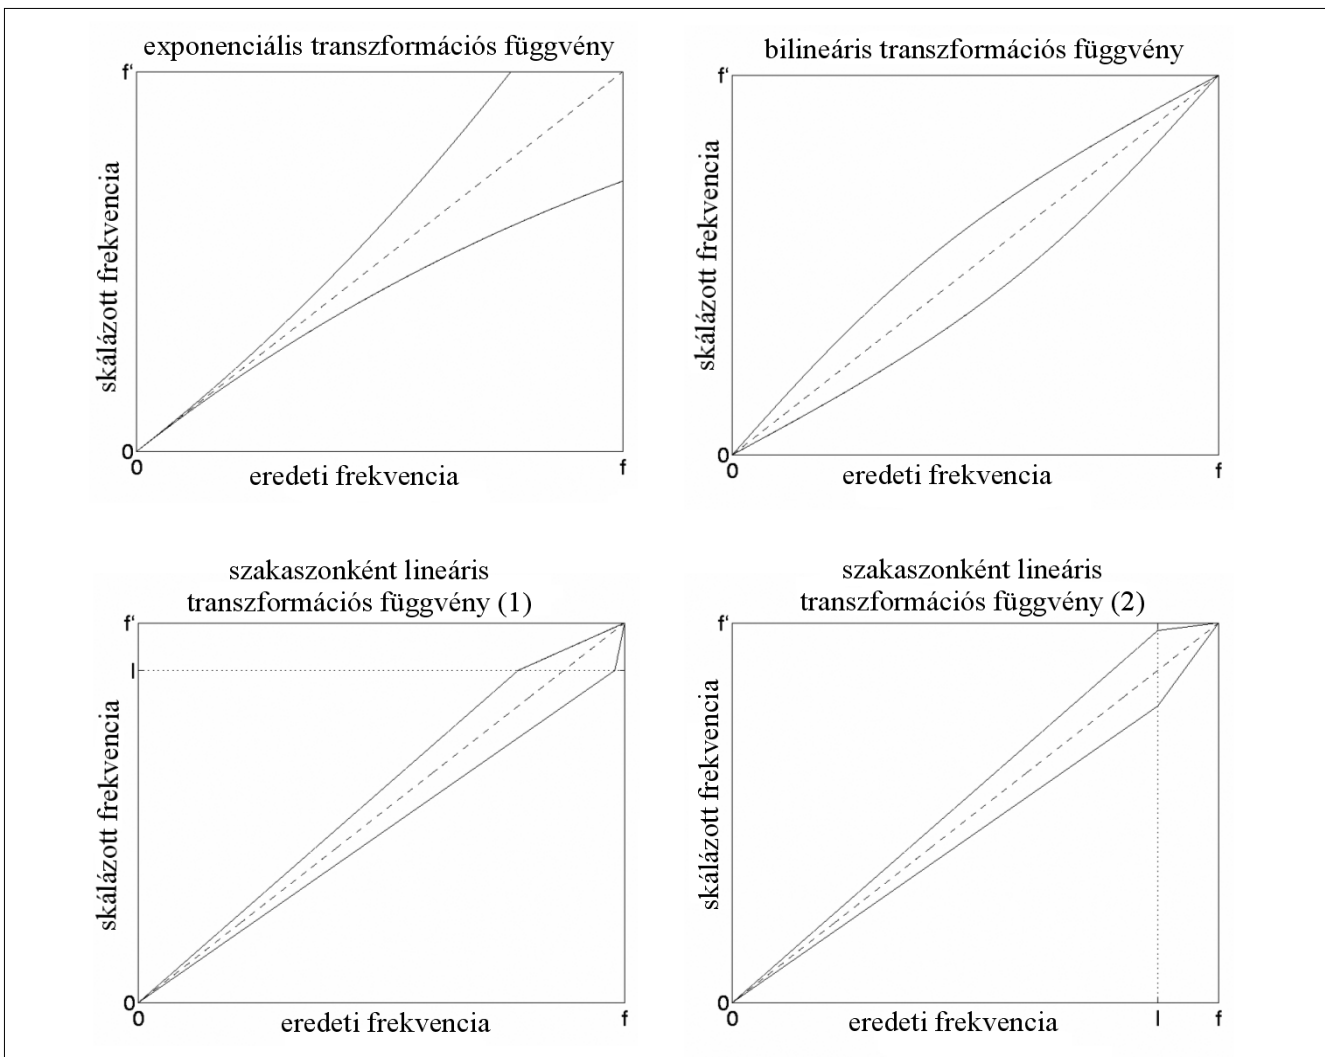 exponenciális transzformációs függvény
f'
skálázott frekvencia
0
0
eredeti frekvencia
f
bilineáris transzformációs függvény
f'
skálázott frekvencia
0
0
eredeti frekvencia
f
szakaszonként lineáris
transzformációs függvény (1)
f'
l
skálázott frekvencia
0
0
eredeti frekvencia
f
szakaszonként lineáris
transzformációs függvény (2)
f'
skálázott frekvencia
0
0
eredeti frekvencia
l
f